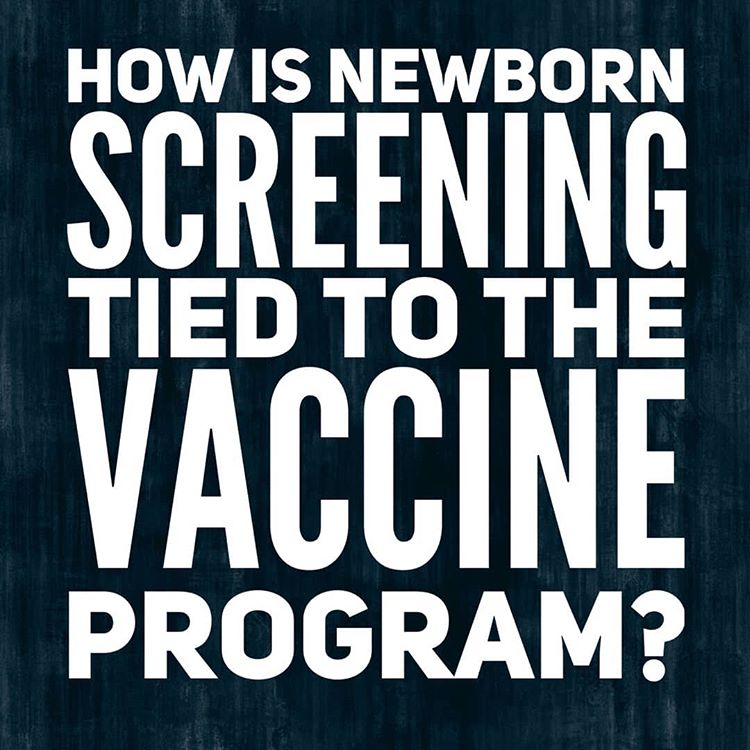 HOW IS NEWBORN
SCREENING
TIED TO THE
VACCINE
PROGRAM?